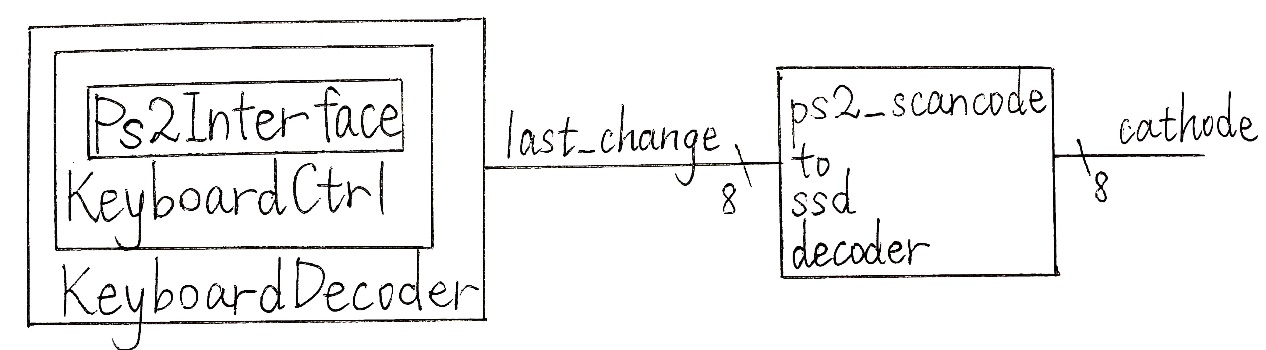 Ps2Interface
KeyboardCtrl
KeyboardDecoder
last_change
8
ps2_scancode
to
ssd
decoder
cathode
8